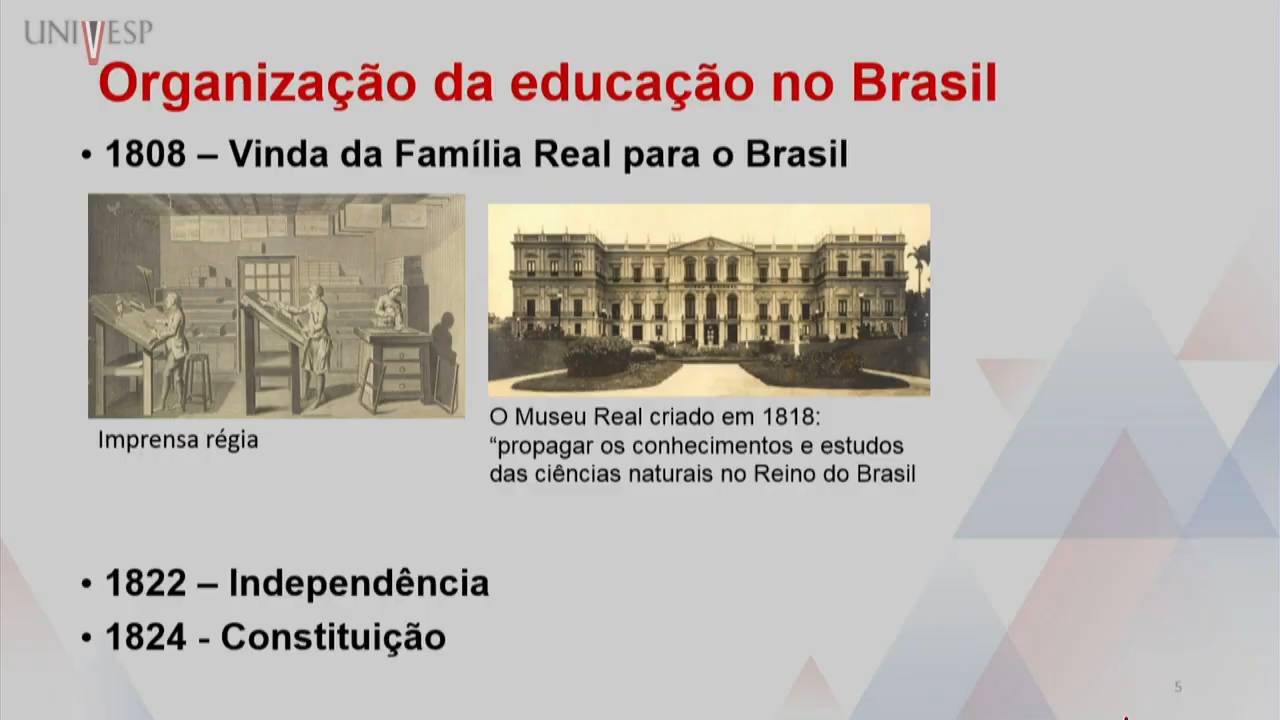 UNIVESP
Organização da educação no Brasil
• 1808 – Vinda da Família Real para o Brasil
Imprensa régia
O Museu Real criado em 1818:
“propagar os conhecimentos e estudos
das ciências naturais no Reino do Brasil
• 1822 – Independência
• 1824 - Constituição
5